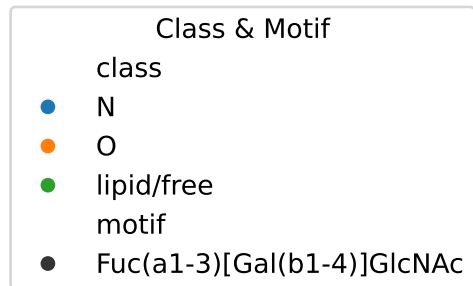 Class & Motif
class
N
O
lipid/free
motif
Fuc(a1-3)[Gal(b1-4)]GlcNAc